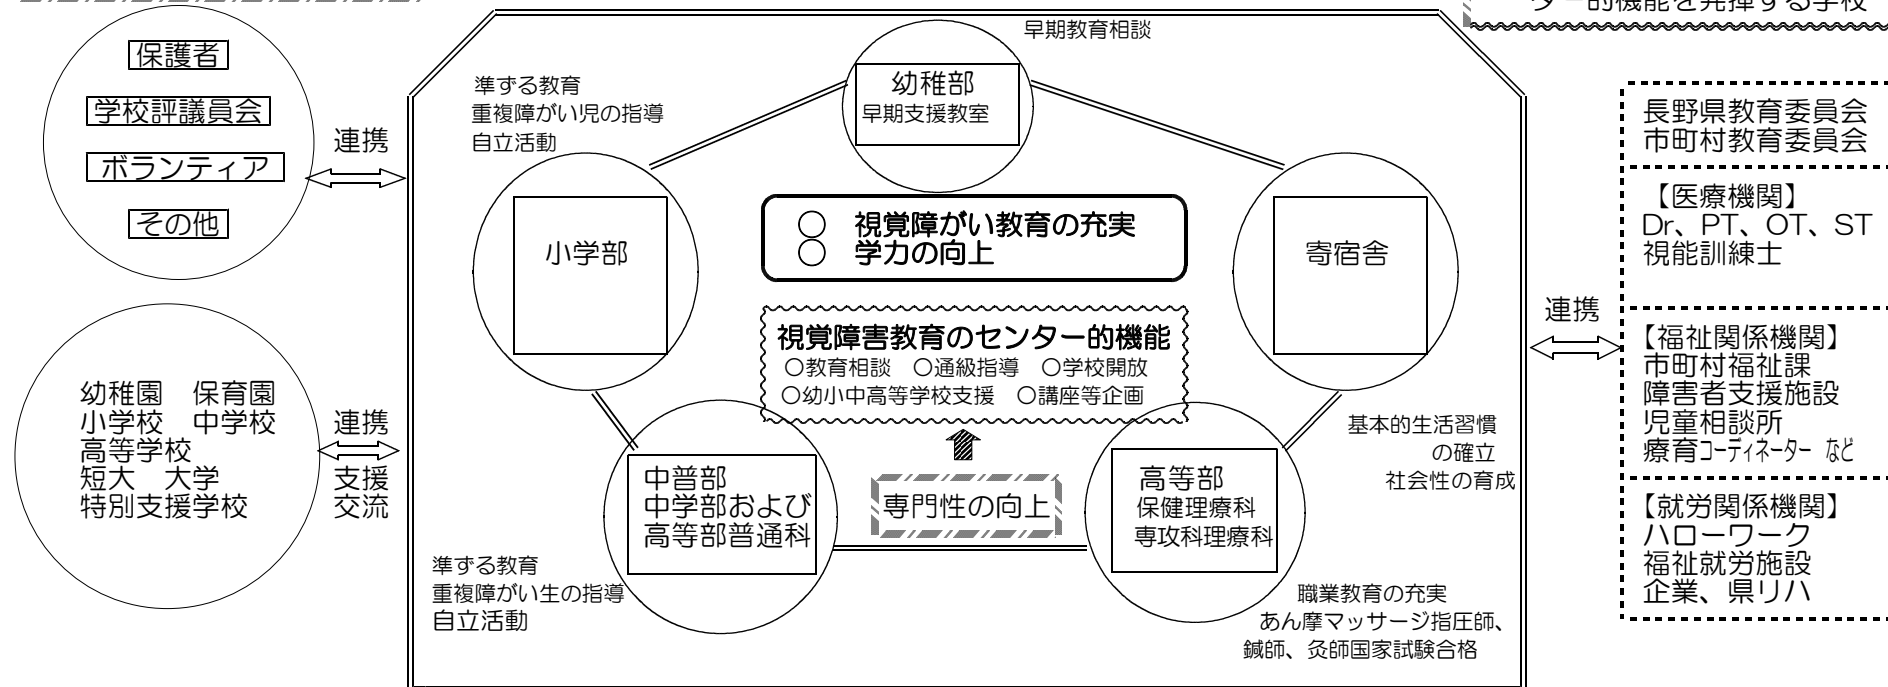 ター的機能を発揮する学校
保護者
学校評議員会
ボランティア
その他
連携
幼稚園　保育園
小学校　中学校
高等学校
短大　大学
特別支援学校
連携
支援
交流
早期教育相談
幼稚部
早期支援教室
準ずる教育
重複障がい児の指導
自立活動
小学部
○　視覚障がい教育の充実
○　学力の向上
寄宿舎
視覚障害教育のセンター的機能
○教育相談　○通級指導　○学校開放
○幼小中高等学校支援　○講座等企画
基本的生活習慣
の確立
社会性の育成
中普部
中学部および
高等部普通科
専門性の向上
高等部
保健理療科
専攻科理療科
準ずる教育
重複障がい生の指導
自立活動
職業教育の充実
あん摩マッサージ指圧師、
鍼師、灸師国家試験合格
連携
長野県教育委員会
市町村教育委員会
【医療機関】
Dr、PT、OT、ST
視能訓練士
【福祉関係機関】
市町村福祉課
障害者支援施設
児童相談所
療育コーディネーター など
【就労関係機関】
ハローワーク
福祉就労施設
企業、県リハ